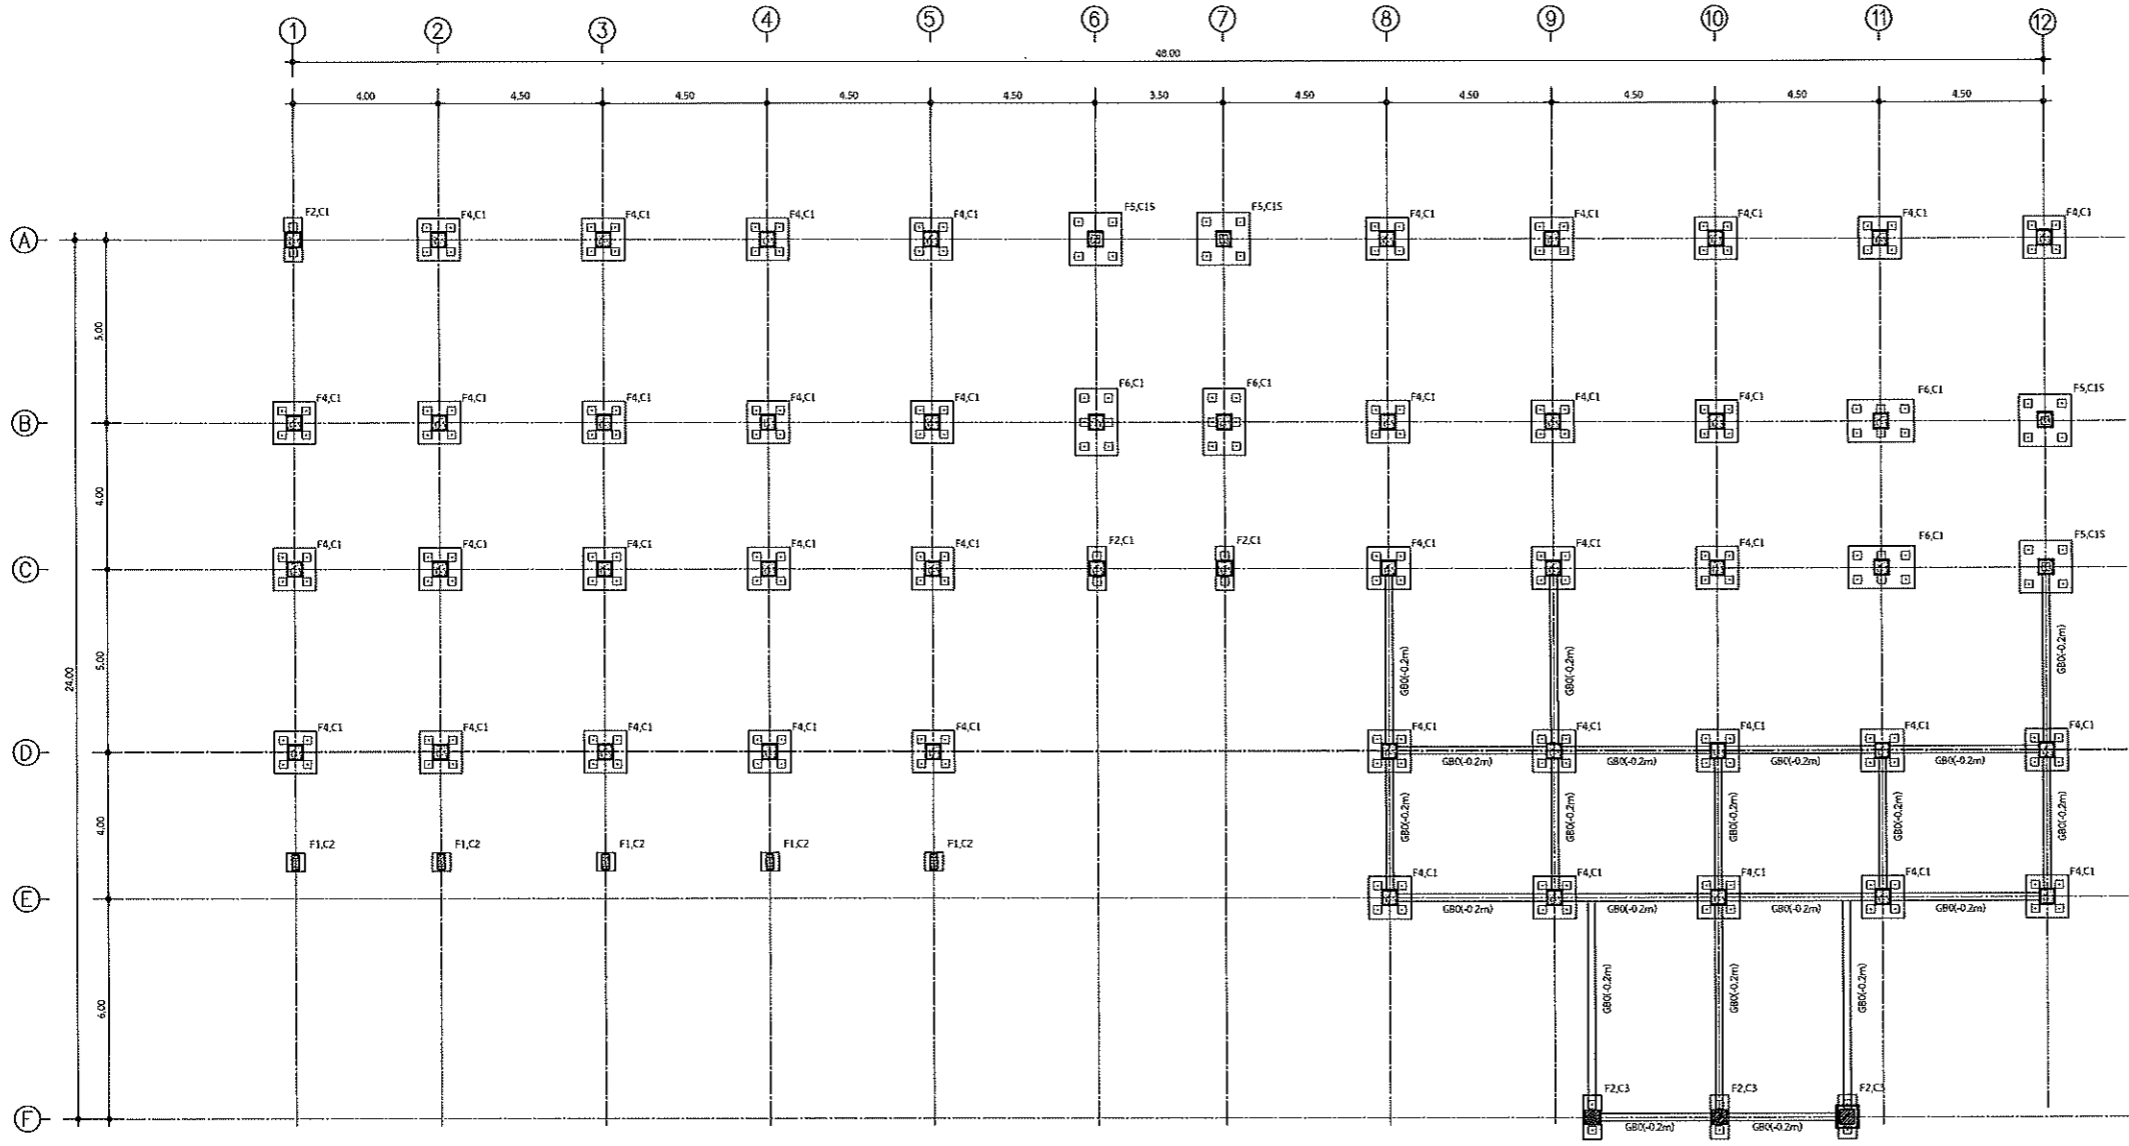 1 2 3 4 5 6 7 8 9 10 11 12
48.00
4.00 4.50 4.50 4.50 4.50 3.50 4.50 4.50 4.50 4.50 4.50
F2,C1 F4,C1 F4,C1 F4,C1 F4,C1 F5,C1S F5,C1S F4,C1 F4,C1 F4,C1 F4,C1 F4,C1
A
5.00
F4,C1 F4,C1 F4,C1 F4,C1 F4,C1 F6,C1 F6,C1 F4,C1 F4,C1 F4,C1 F6,C1 F5,C1S
B
4.00
F4,C1 F4,C1 F4,C1 F4,C1 F4,C1 F2,C1 F2,C1 F4,C1 F4,C1 F4,C1 F6,C1 F5,C1S
C
24.00
5.00
GB0(-0.2m) GB0(-0.2m) GB0(-0.2m)
F4,C1 F4,C1 F4,C1 F4,C1 F4,C1 F4,C1 F4,C1 F4,C1 F4,C1 F4,C1
D
GB0(-0.2m) GB0(-0.2m) GB0(-0.2m) GB0(-0.2m)
4.00
GB0(-0.2m) GB0(-0.2m) GB0(-0.2m) GB0(-0.2m) GB0(-0.2m)
F1,C2 F1,C2 F1,C2 F1,C2 F1,C2
F4,C1 F4,C1 F4,C1 F4,C1 F4,C1
E
GB0(-0.2m) GB0(-0.2m) GB0(-0.2m) GB0(-0.2m)
6.00
GB0(-0.2m) GB0(-0.2m) GB0(-0.2m)
F2,C3 F2,C3 F2,C3
F
GB0(-0.2m) GB0(-0.2m)